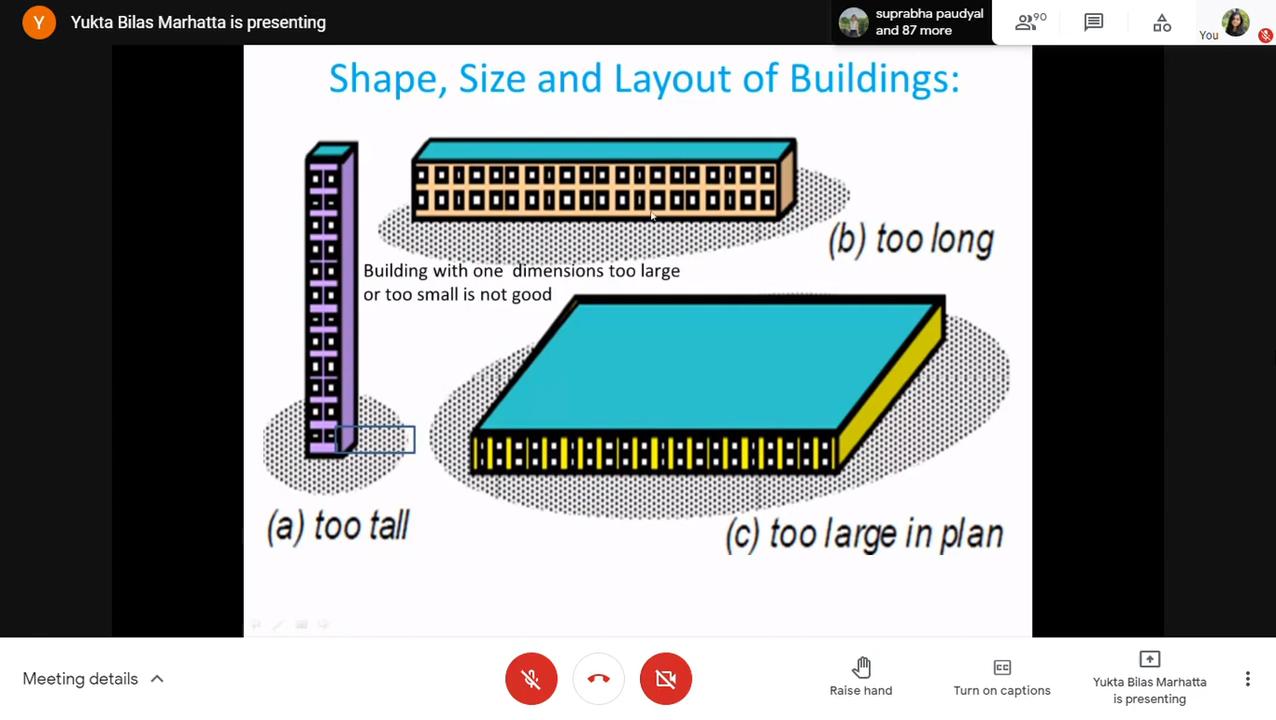 Y
Yukta Bilas Marhatta is presenting
suprabha paudyal
and 87 more
90
You
Shape, Size and Layout of Buildings:
(b) too long
Building with one dimensions too large
or too small is not good
(a) too tall
(c) too large in plan
Meeting details
Raise hand
Turn on captions
Yukta Bilas Marhatta
is presenting